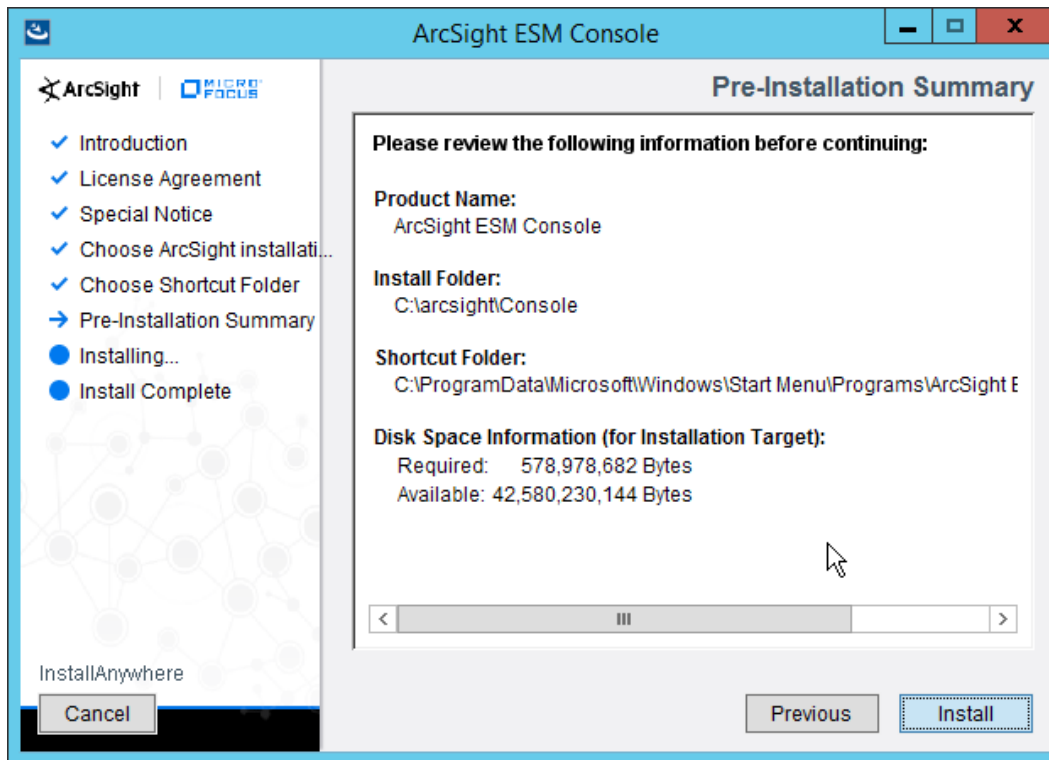 ArcSight ESM Console
ArcSight
MICRO
FOCUS
Pre-Installation Summary
Introduction
License Agreement
Special Notice
Choose ArcSight installati...
Choose Shortcut Folder
Pre-Installation Summary
Installing...
Install Complete
Please review the following information before continuing:
Product Name:
ArcSight ESM Console
Install Folder:
C:\arcsight\Console
Shortcut Folder:
C:\ProgramData\Microsoft\Windows\Start Menu\Programs\ArcSight E
Disk Space Information (for Installation Target):
Required: 578,978,682 Bytes
Available: 42,580,230,144 Bytes
InstallAnywhere
Cancel
Previous
Install